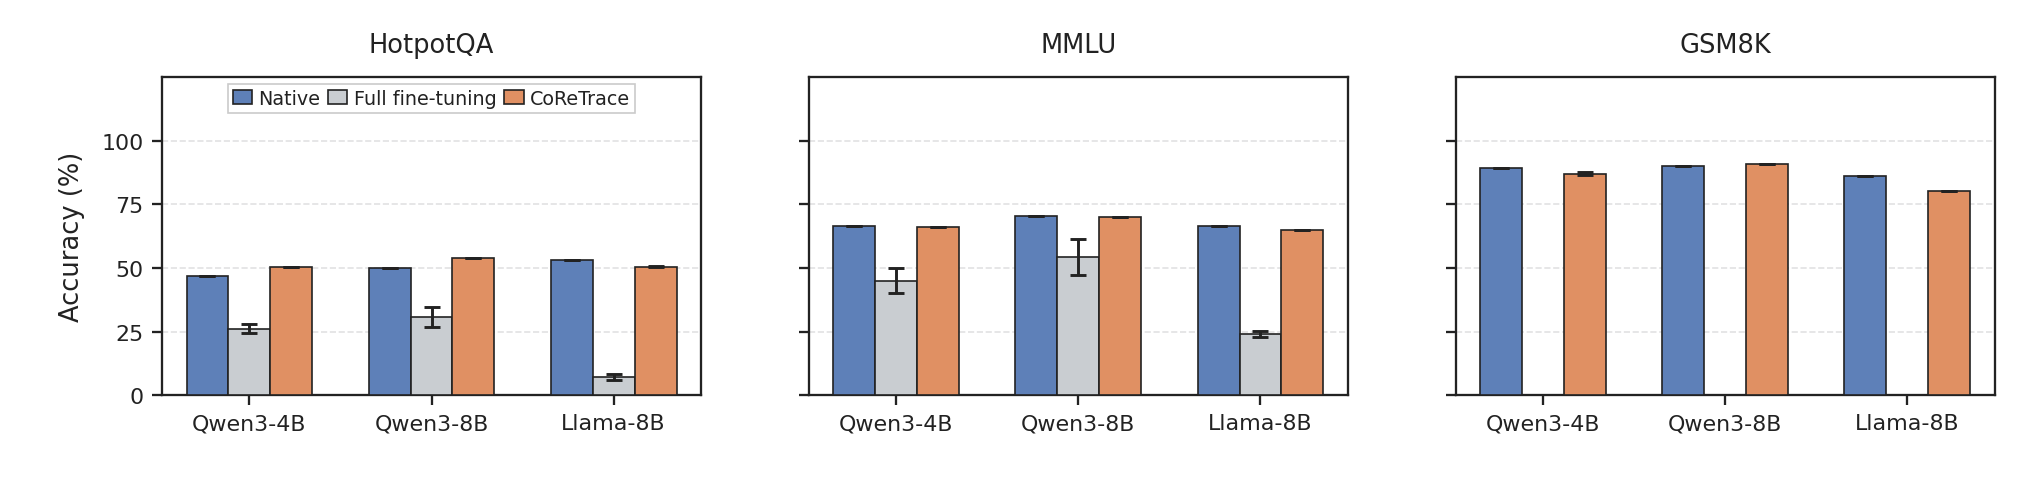 HotpotQA
MMLU
GSM8K
Native Full fine-tuning CoReTrace
Accuracy (%)
100
75
50
25
0
Qwen3-4B Qwen3-8B Llama-8B
Qwen3-4B Qwen3-8B Llama-8B
Qwen3-4B Qwen3-8B Llama-8B